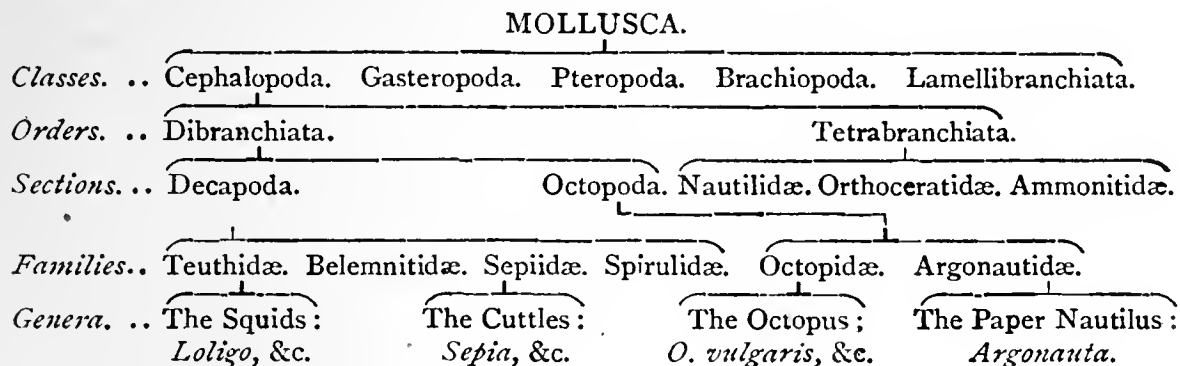 MOLLUSCA.
Classes. .. Cephalopoda. Gasteropoda. Pteropoda. Brachiopoda. Lamellibranchiata.
Orders. .. Dibranchiata. Tetrabranchiata.
Sections. .. Decapoda. Octopoda. Nautilidæ. Orthoceratidæ. Ammonitidæ.
Families.. Teuthidæ. Belemnitidæ. Sepiidæ. Spirulidæ. Octopidæ. Argonautidæ.
Genera. .. The Squids: The Cuttles: The Octopus; The Paper Nautilus:
Loligo, &c. Sepia, &c. O. vulgaris, &c. Argonauta.